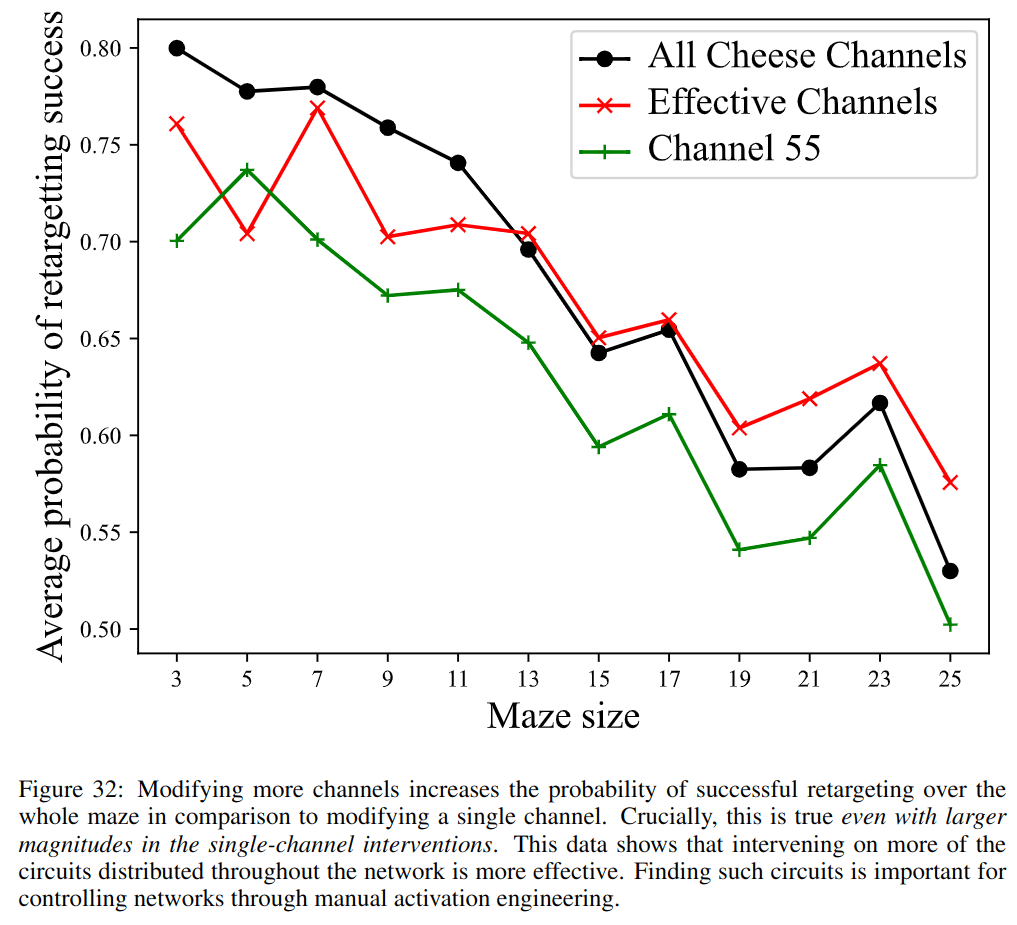 Average probability of retargetting success
0.80
0.75
0.70
0.65
0.60
0.55
0.50
All Cheese Channels
Effective Channels
Channel 55
3 5 7 9 11 13 15 17 19 21 23 25
Maze size
Figure 32: Modifying more channels increases the probability of successful retargeting over the
whole maze in comparison to modifying a single channel. Crucially, this is true even with larger
magnitudes in the single-channel interventions. This data shows that intervening on more of the
circuits distributed throughout the network is more effective. Finding such circuits is important for
controlling networks through manual activation engineering.